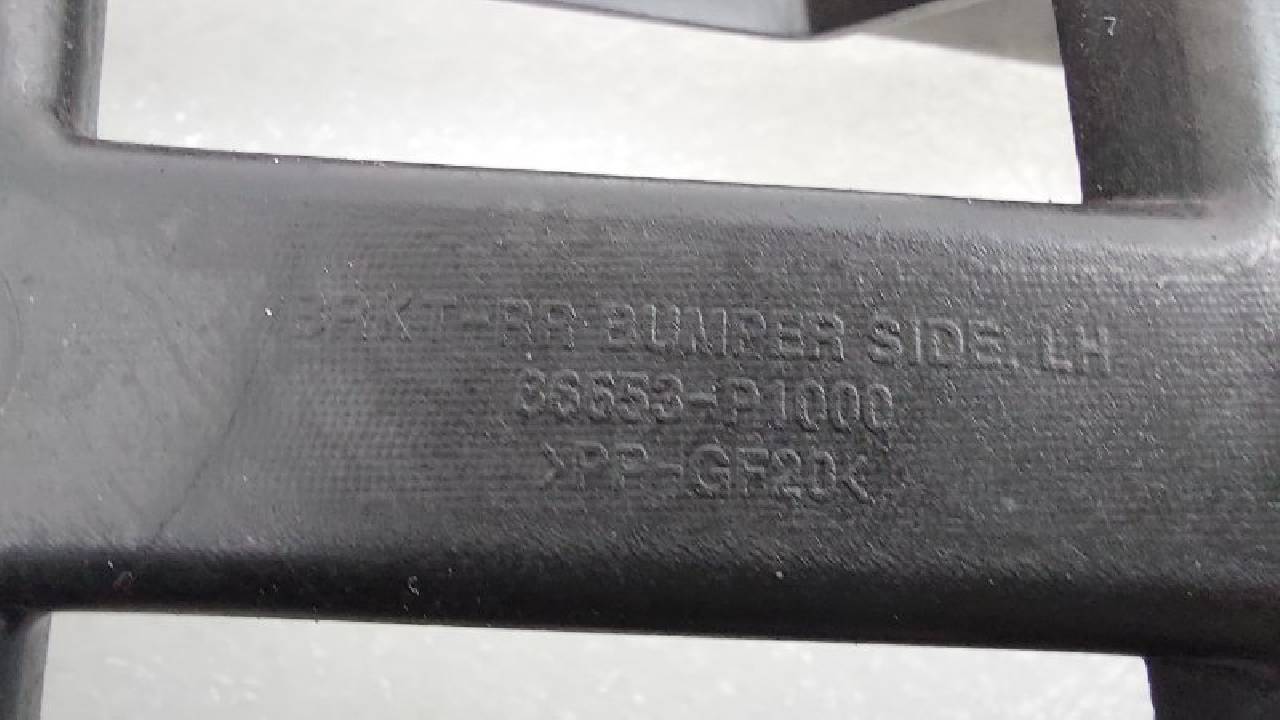 BRKT-RR BUMPER SIDE, LH
86653-P1000
>PP-GF20<